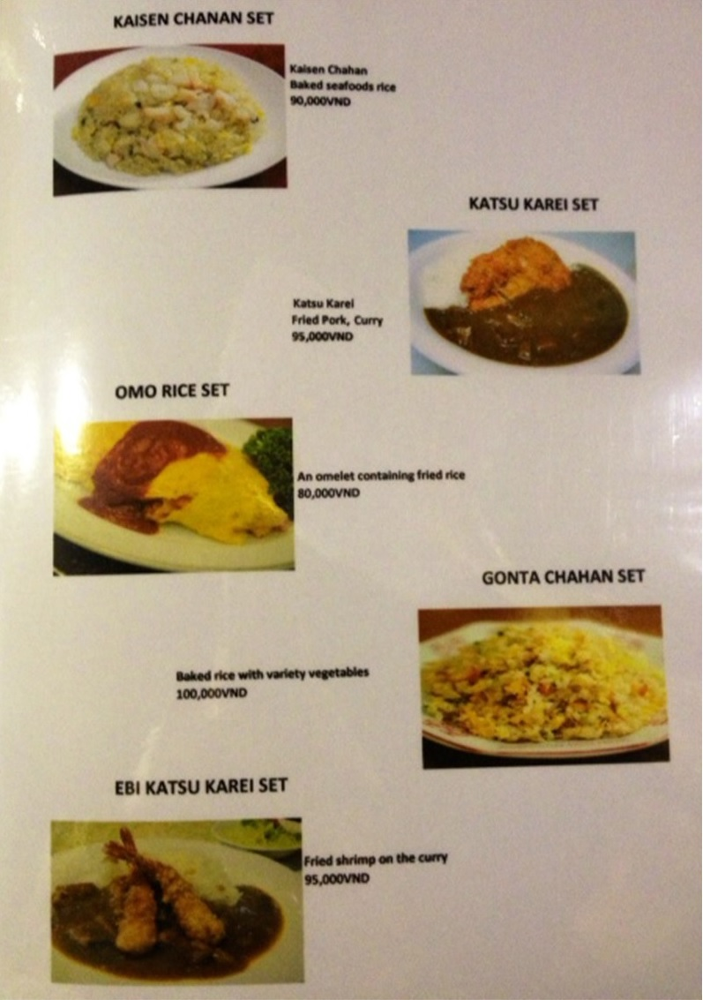 KAISEN CHANAN SET
Kaisen Chahan
Baked seafoods rice
90,000VND
KATSU KAREI SET
Katsu Karei
Fried Pork, Curry
95,000VND
OMO RICE SET
An omelet containing fried rice
80,000VND
GONTA CHAHAN SET
Baked rice with variety vegetables
100,000VND
EBI KATSU KAREI SET
Fried shrimp on the curry
95,000VND